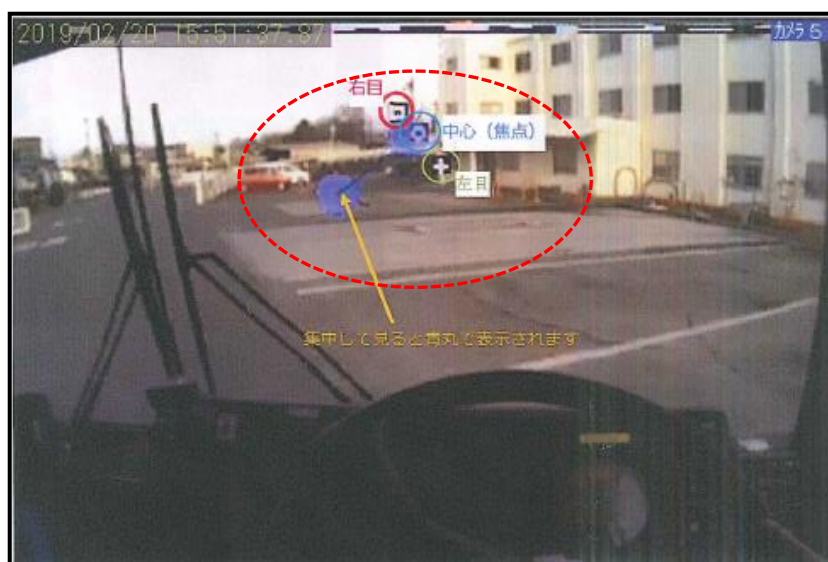 2019/02/20 15:51:37.87
カメラ 5
右目
中心（焦点）
左目
集中して見ると青丸で表示されます